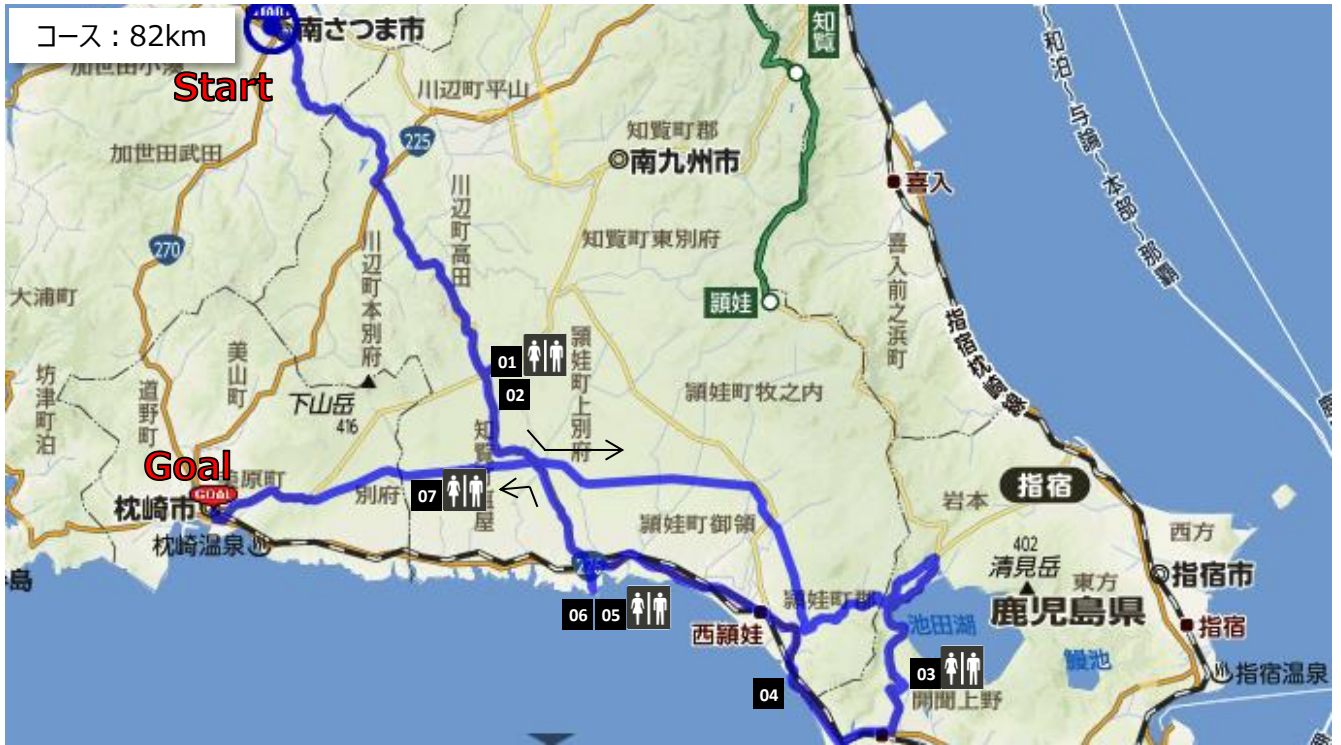 コース：82km
南さつま市
Start
加世田武田
川辺町平山
225
知覧
知覧町郡
南九州市
喜入
～和泊～与論～本部～那覇
270
川辺町高田
知覧町東別府
川辺町本別府
大浦町
頴娃
喜入前之浜町
指宿枕崎線
美山町
坊津町泊
道野町
下山岳
416
01
02
頴娃町上別府
頴娃町牧之内
Goal
GOAL
枕崎市
枕崎温泉
別府
07
頴娃町御領
岩本
指宿
西方
402
清見岳
東方
指宿市
鹿児島県
頴娃町郡
池田湖
鰻池
指宿
指宿温泉
06
05
西頴娃
04
03
開聞上野